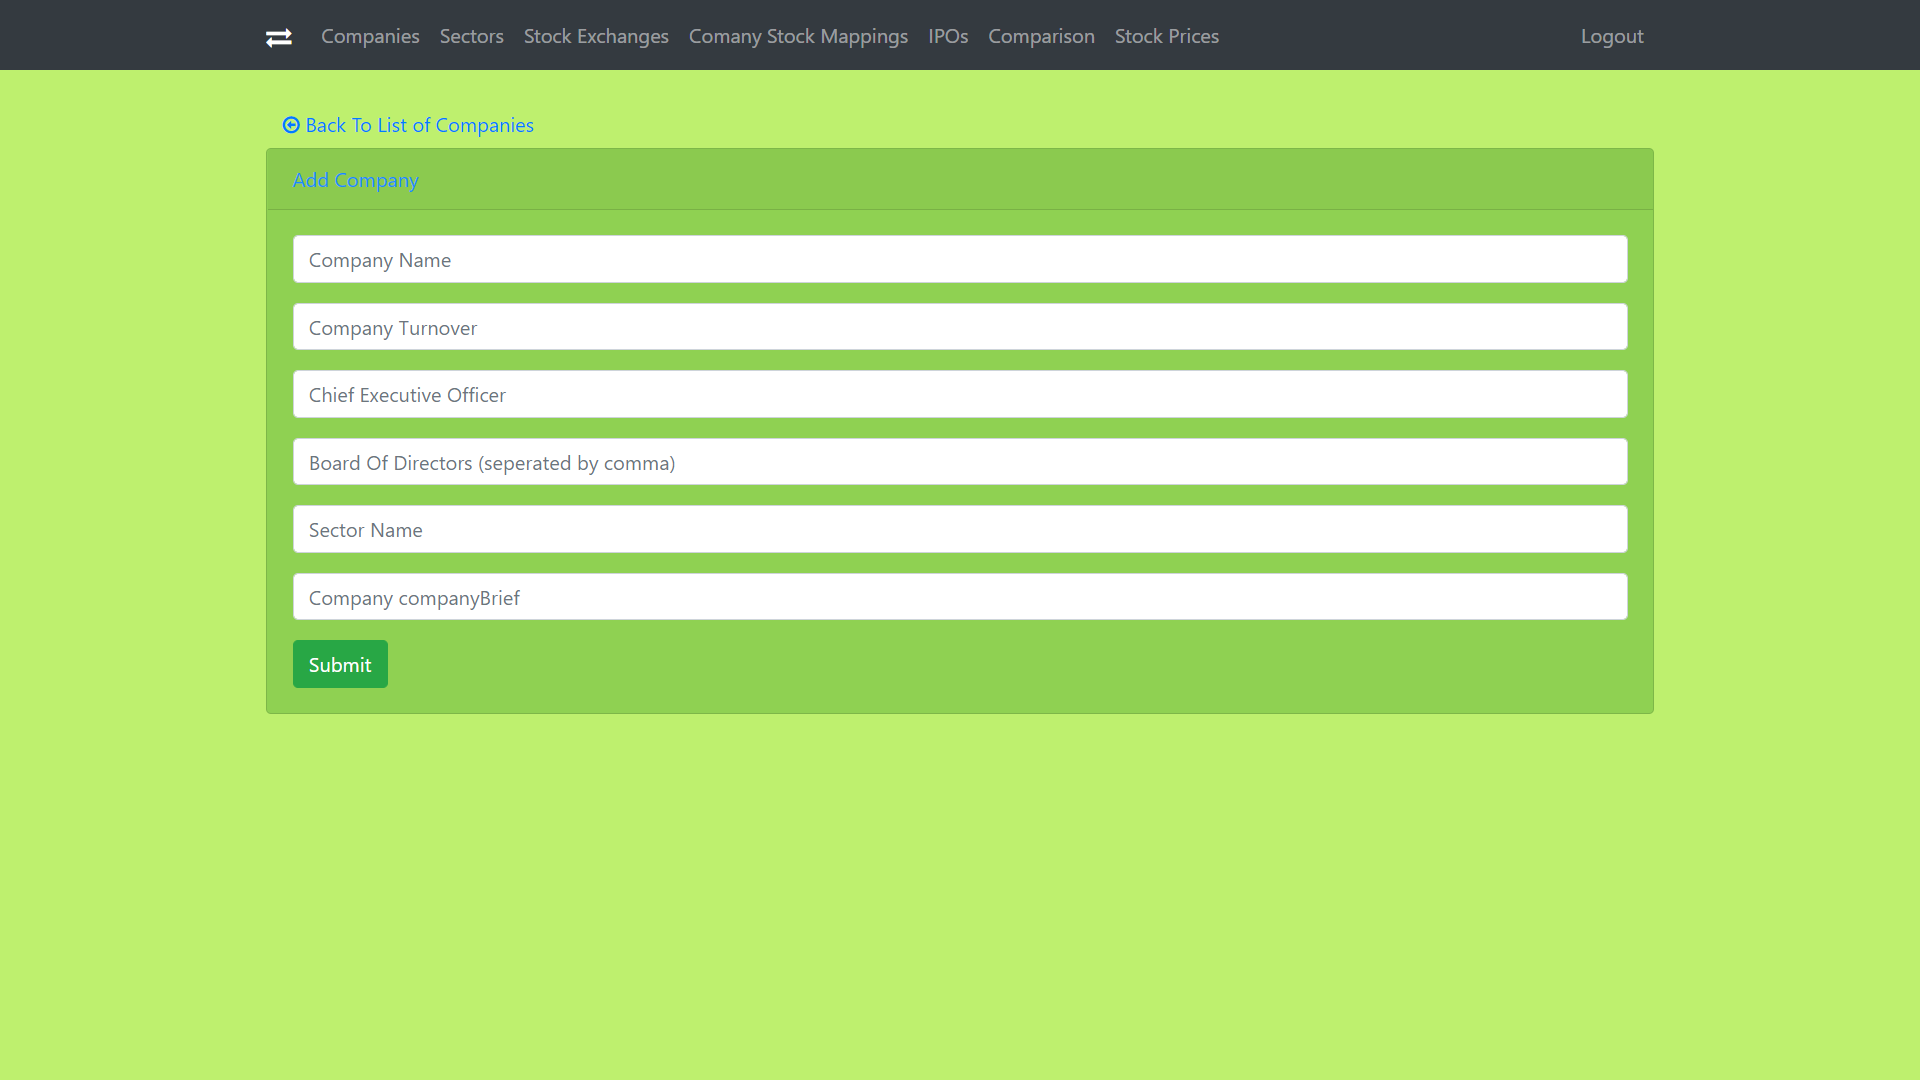 Companies Sectors Stock Exchanges Comany Stock Mappings IPOs Comparison Stock Prices Logout
Back To List of Companies
Add Company
Company Name
Company Turnover
Chief Executive Officer
Board Of Directors (seperated by comma)
Sector Name
Company companyBrief
Submit